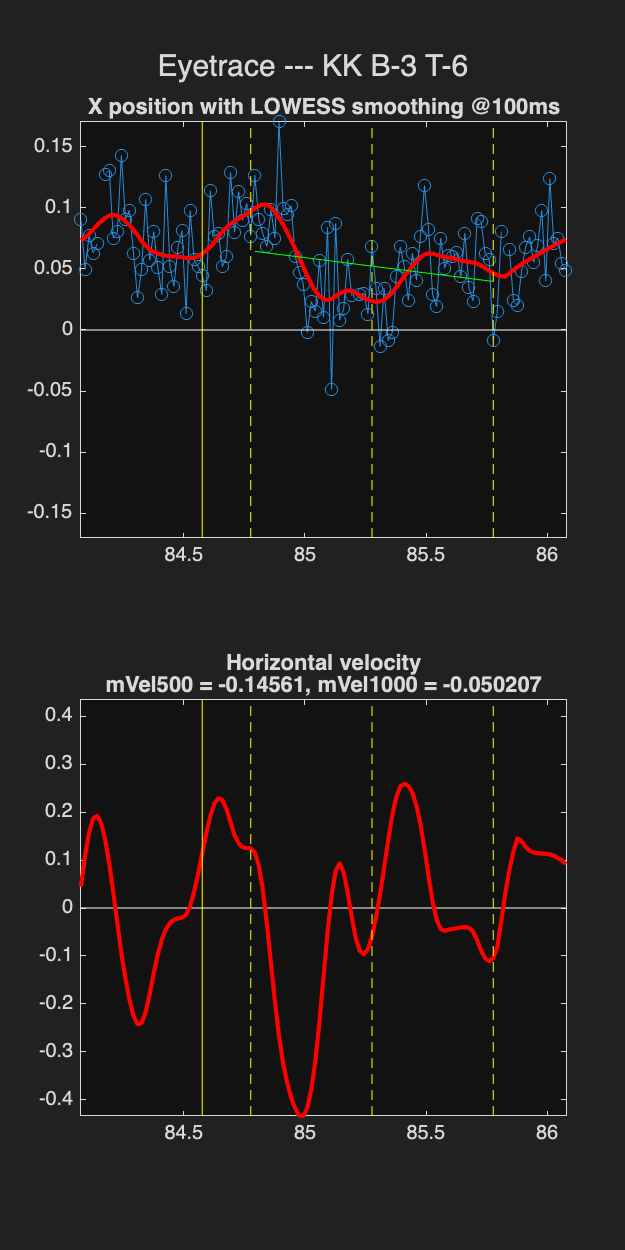 Eyetrace --- KK B-3 T-6
X position with LOWESS smoothing @100ms
0.15
0.1
0.05
0
-0.05
-0.1
-0.15
84.5 85 85.5 86
Horizontal velocity
mVel500 = -0.14561, mVel1000 = -0.050207
0.4
0.3
0.2
0.1
0
-0.1
-0.2
-0.3
-0.4
84.5 85 85.5 86